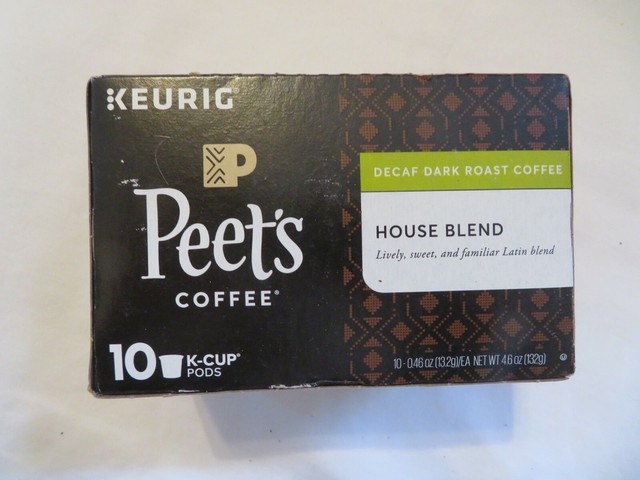 KEURIG®
P
Peet's
COFFEE®
10 K-CUP®
PODS
DECAF DARK ROAST COFFEE
HOUSE BLEND
Lively, sweet, and familiar Latin blend
10 - 0.46 oz (13.2g)/EA NET WT 4.6 oz (132g)